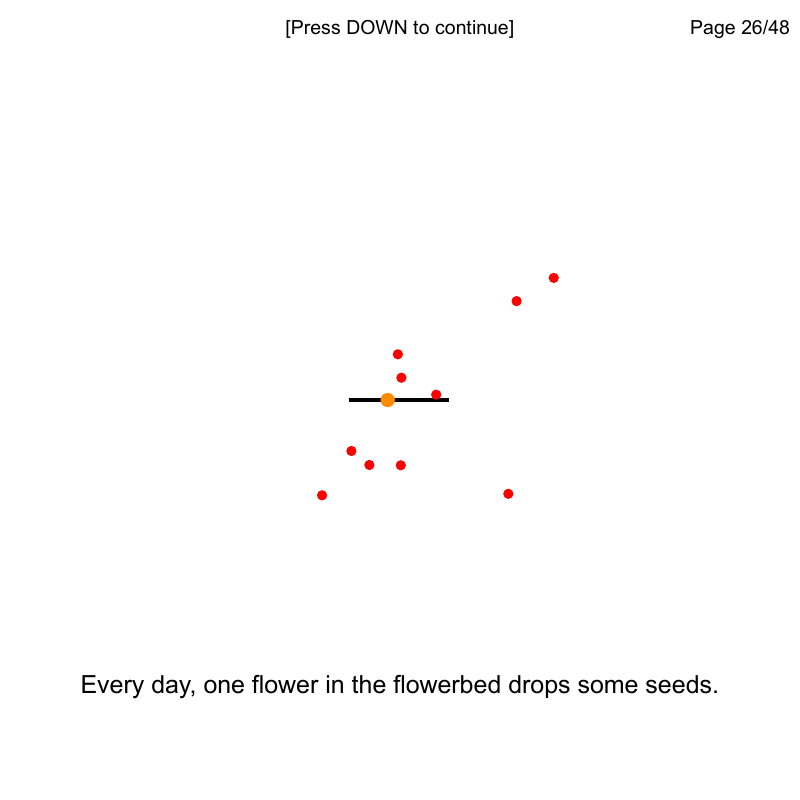 [Press DOWN to continue]
Page 26/48
Every day, one flower in the flowerbed drops some seeds.